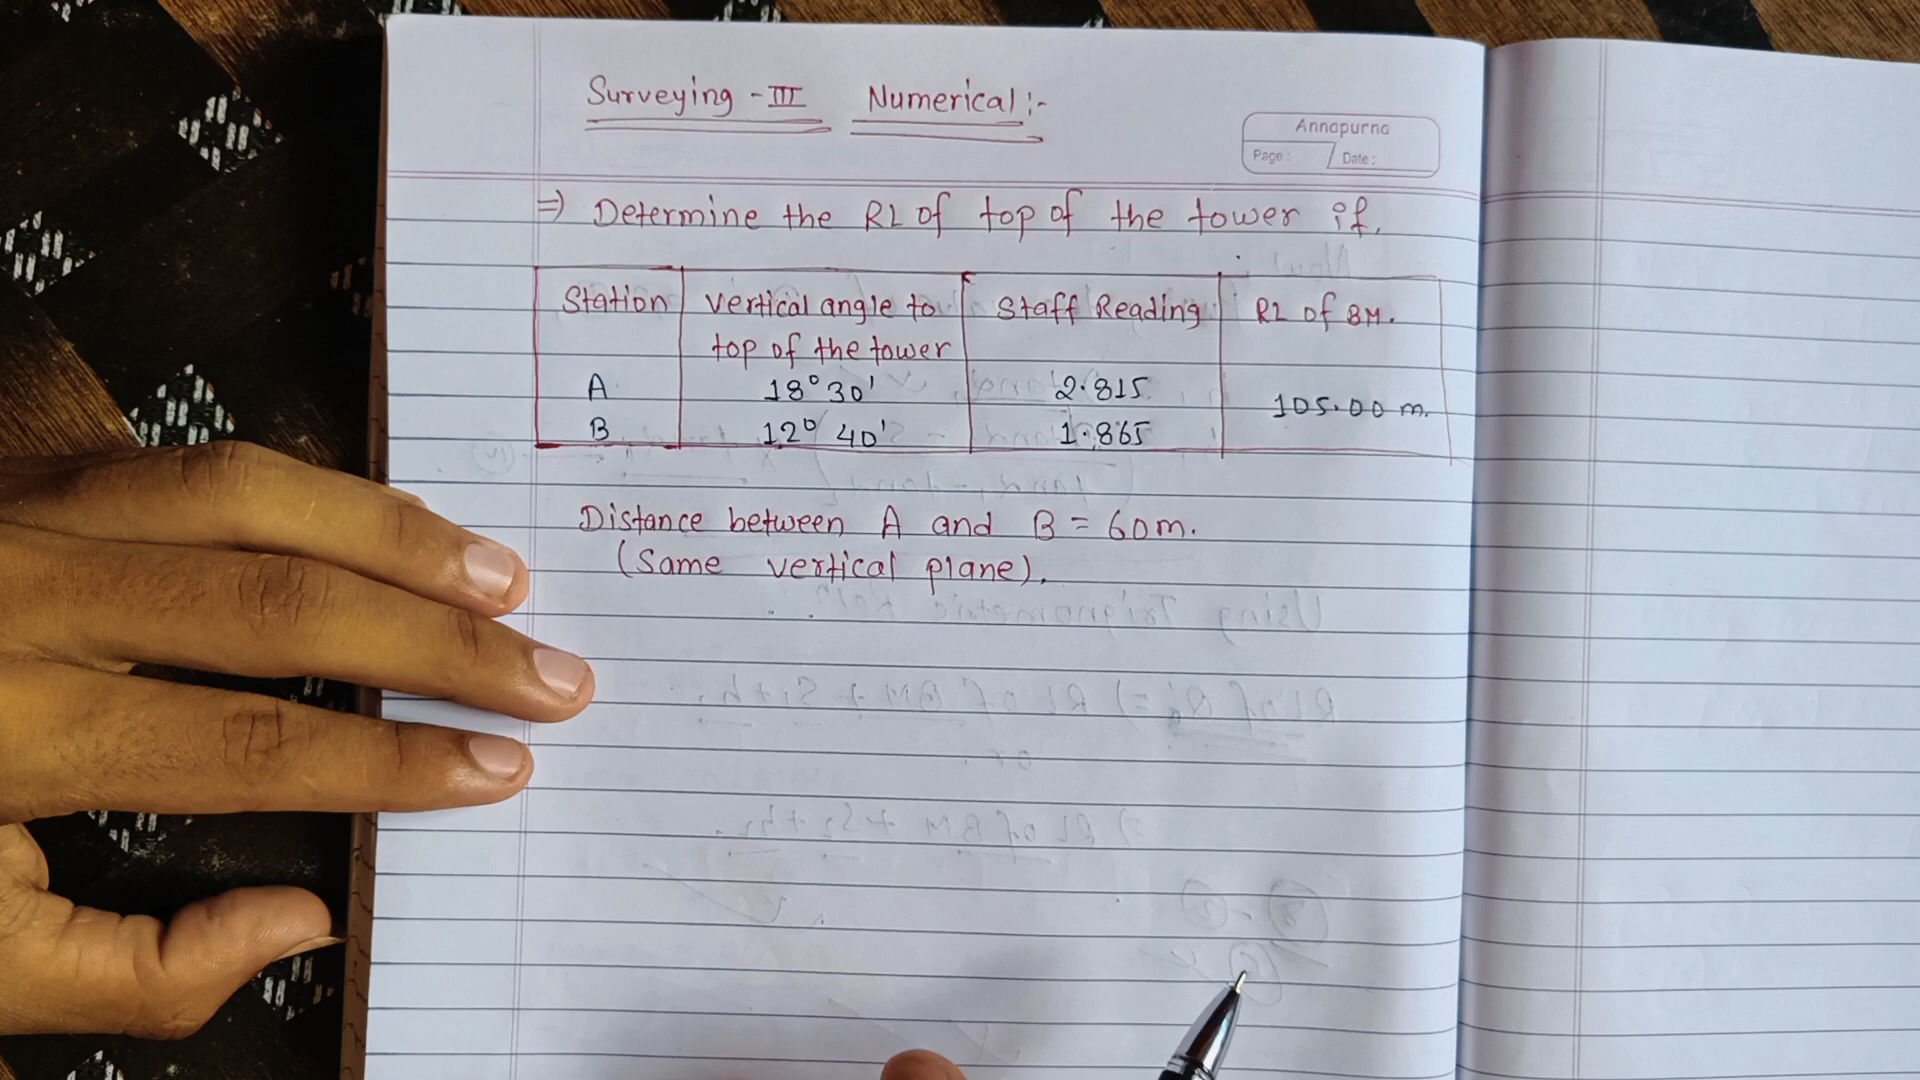 Surveying - III Numerical :-
Annapurna
Page : Date :
⇒ Determine the RL of top of the tower if,
Station Vertical angle to top of the tower Staff Reading RL of BM.
A 18° 30' 2.815 105.00 m.
B 12° 40' 1.865
Distance between A and B = 60m.
(Same vertical plane).